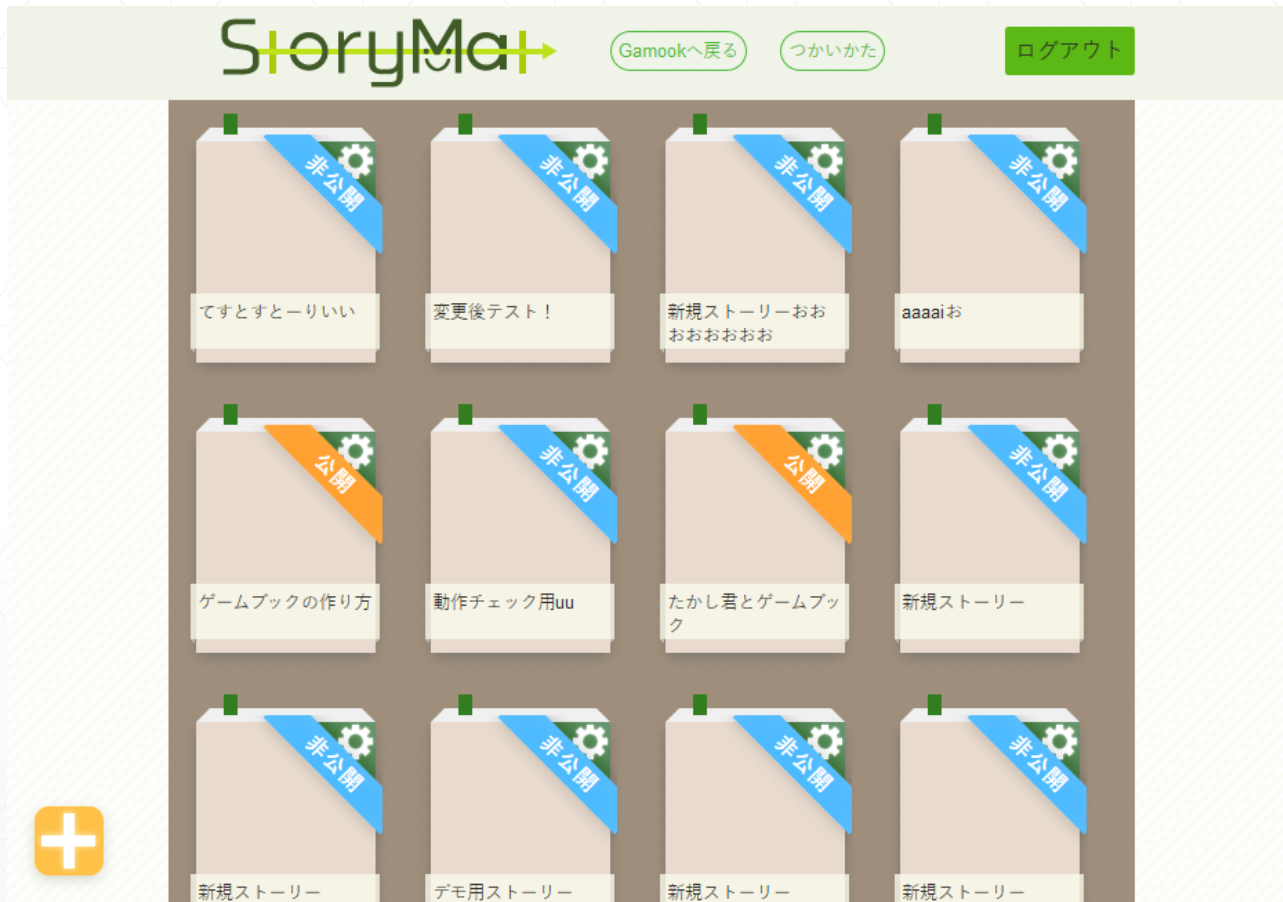 StoryMat
Gamookへ戻る
つかいかた
ログアウト
非公開
非公開
非公開
非公開
てすとすとーりいい
変更後テスト！
新規ストーリーおお
おおおおおお
aaaaiお
公開
非公開
公開
非公開
ゲームブックの作り方
動作チェック用uu
たかし君とゲームブッ
ク
新規ストーリー
非公開
非公開
非公開
非公開
新規ストーリー
デモ用ストーリー
新規ストーリー
新規ストーリー